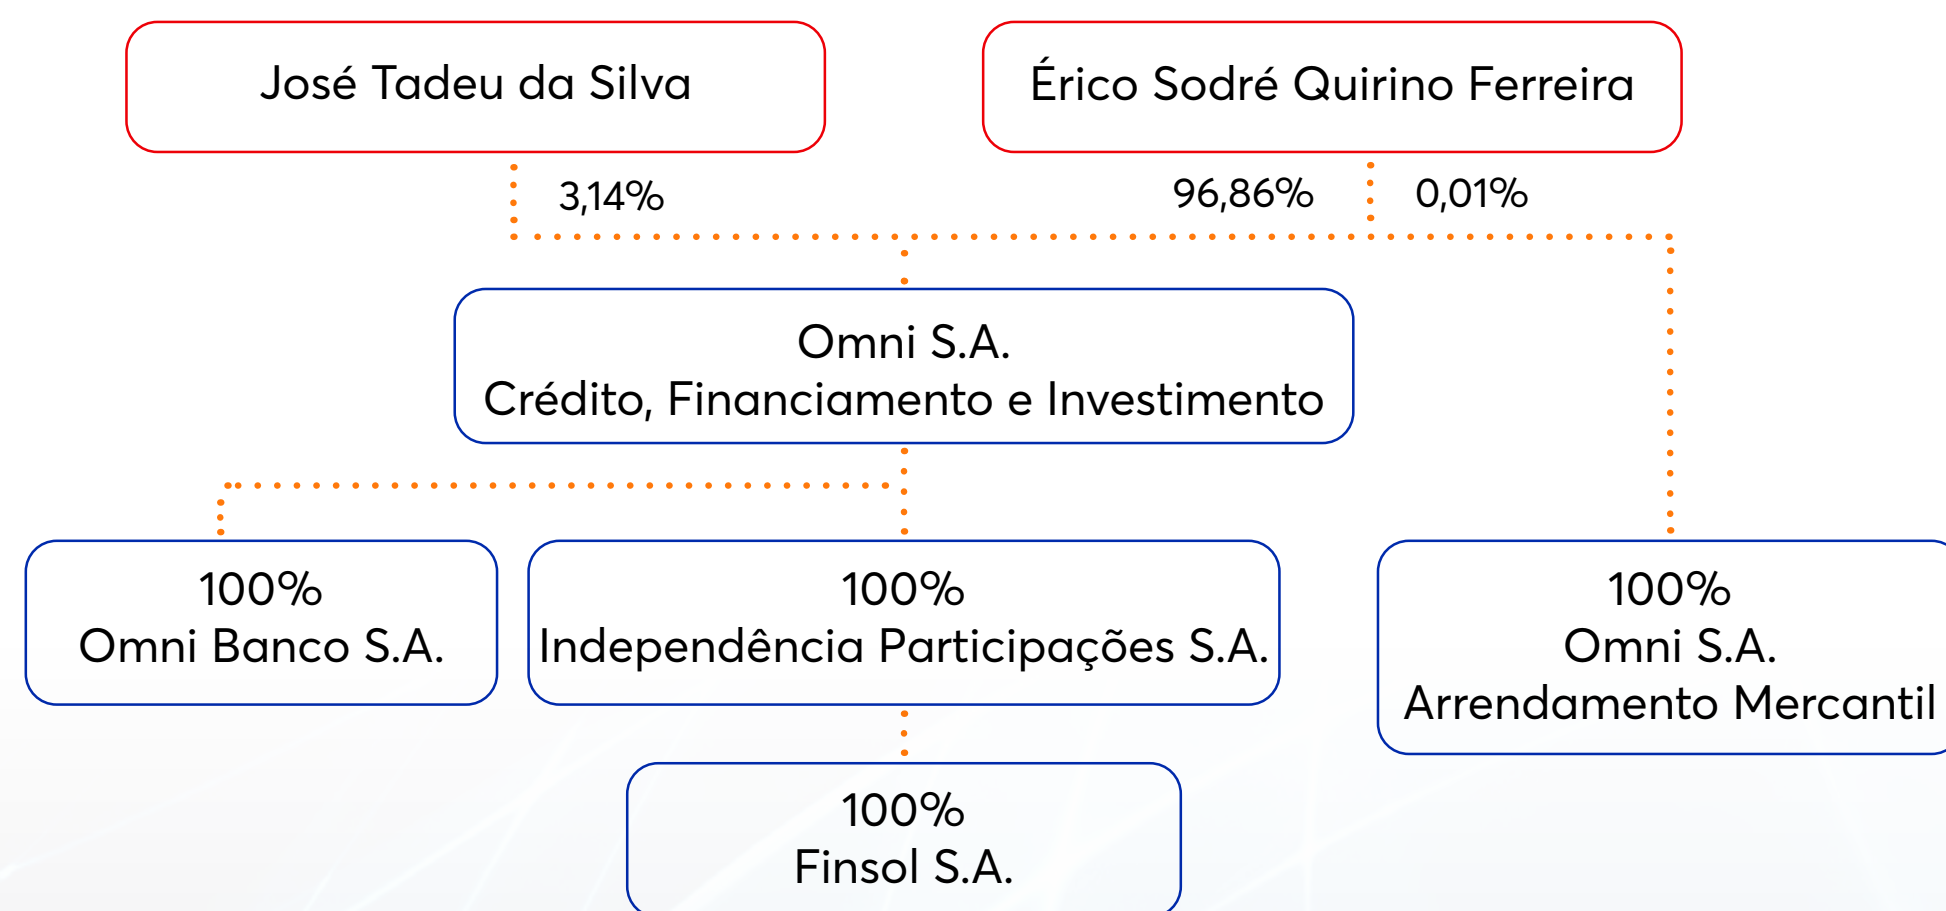 José Tadeu da Silva
Érico Sodré Quirino Ferreira
3,14%
96,86%
0,01%
Omni S.A.
Crédito, Financiamento e Investimento
100%
Omni Banco S.A.
100%
Independência Participações S.A.
100%
Omni S.A.
Arrendamento Mercantil
100%
Finsol S.A.